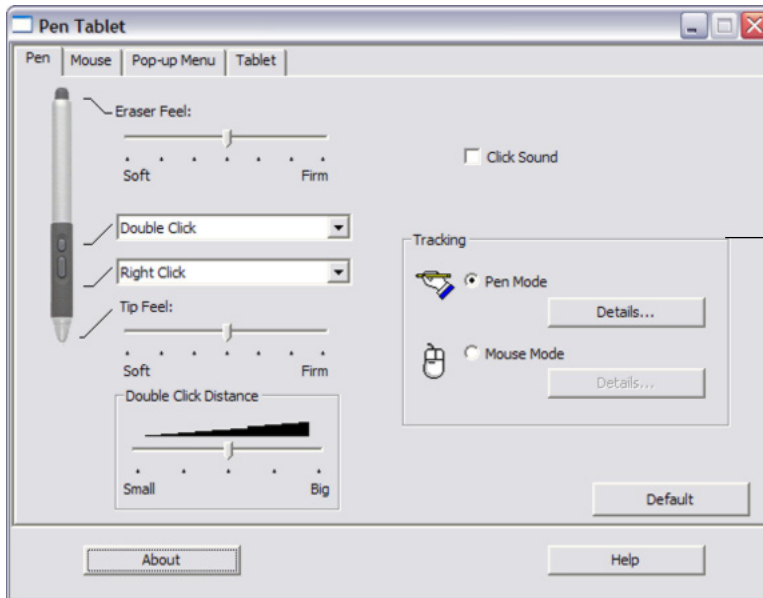 Pen Tablet
Pen Mouse Pop-up Menu Tablet
Eraser Feel:
Soft Firm
Click Sound
Double Click
Right Click
Tip Feel:
Soft Firm
Double Click Distance
Small Big
Tracking
Pen Mode
Details...
Mouse Mode
Details...
Default
About Help